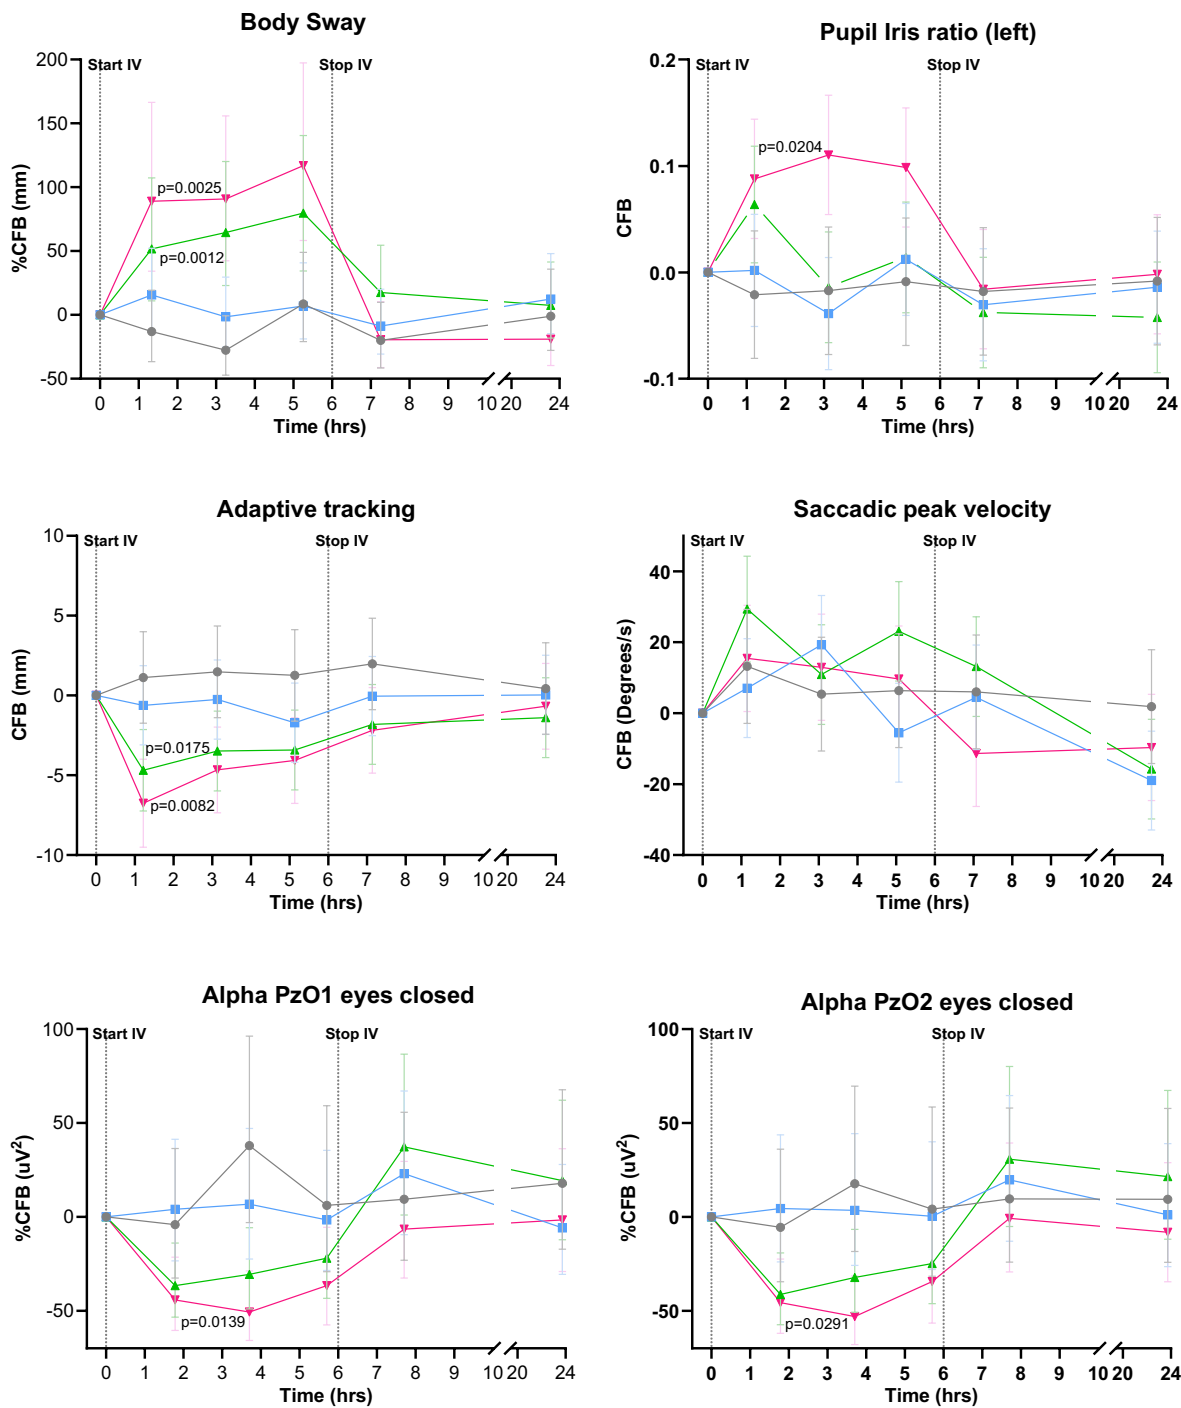 Body Sway
200
150
100
50
0
-50
%CFB (mm)
Start IV
Stop IV
p=0.0025
p=0.0012
0 1 2 3 4 5 6 7 8 9 10 20 24
Time (hrs)
Pupil Iris ratio (left)
0.2
0.1
0.0
-0.1
CFB
Start IV
Stop IV
p=0.0204
0 1 2 3 4 5 6 7 8 9 10 20 24
Time (hrs)
Adaptive tracking
10
5
0
-5
-10
CFB (mm)
Start IV
Stop IV
p=0.0175
p=0.0082
0 1 2 3 4 5 6 7 8 9 10 20 24
Time (hrs)
Saccadic peak velocity
40
20
0
-20
-40
CFB (Degrees/s)
Start IV
Stop IV
0 1 2 3 4 5 6 7 8 9 10 20 24
Time (hrs)
Alpha PzO1 eyes closed
100
50
0
-50
%CFB (uV²)
Start IV
Stop IV
p=0.0139
0 1 2 3 4 5 6 7 8 9 10 20 24
Time (hrs)
Alpha PzO2 eyes closed
100
50
0
-50
%CFB (uV²)
Start IV
Stop IV
p=0.0291
0 1 2 3 4 5 6 7 8 9 10 20 24
Time (hrs)